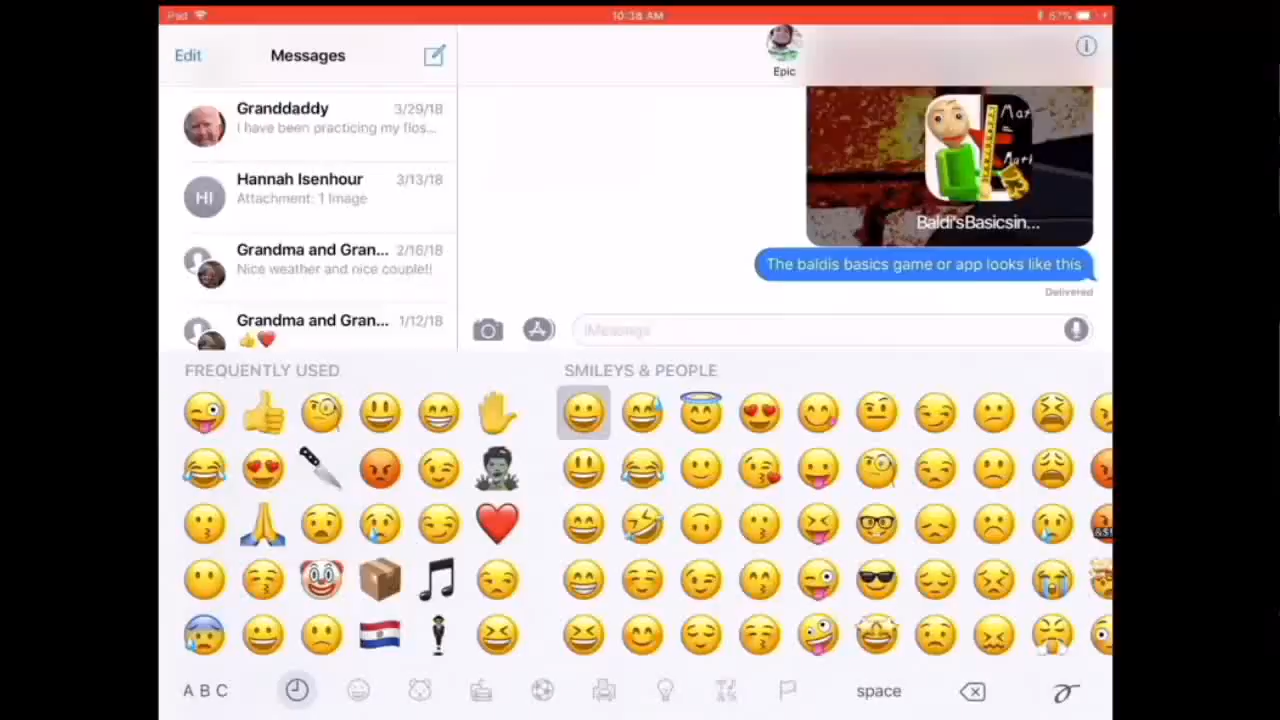 iPad 10:38 AM 67%
Edit Messages
Epic
Granddaddy 3/29/18
I have been practicing my flos...
Hannah Isenhour 3/13/18
HI
Attachment: 1 Image
Grandma and Gran... 2/16/18
Nice weather and nice couple!!
Grandma and Gran... 1/12/18
Mat
Mat
Baldi'sBasicsin...
The baldis basics game or app looks like this
Delivered
iMessage
FREQUENTLY USED SMILEYS & PEOPLE
A B C space